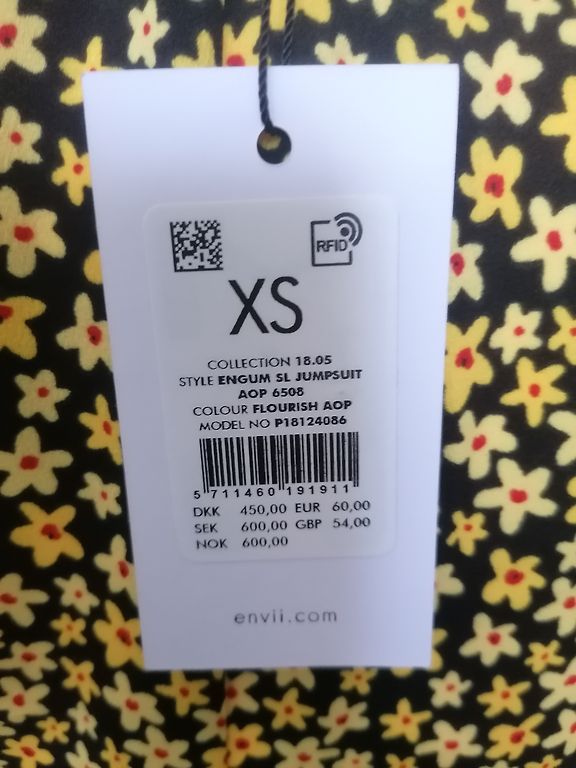 RFID
XS
COLLECTION 18.05
STYLE ENGUM SL JUMPSUIT
AOP 6508
COLOUR FLOURISH AOP
MODEL NO P18124086
5 711460 191911
DKK 450,00 EUR 60,00
SEK 600,00 GBP 54,00
NOK 600,00
envii.com